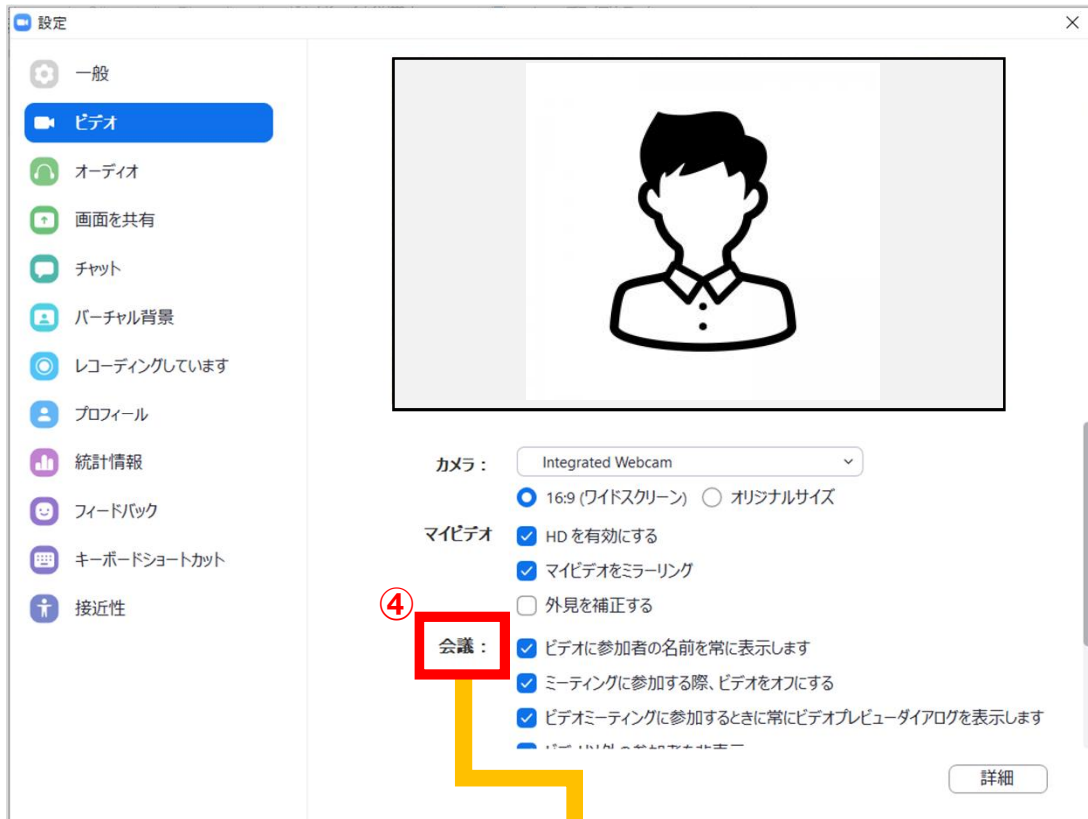 設定
一般
ビデオ
オーディオ
画面を共有
チャット
バーチャル背景
レコーディングしています
プロフィール
統計情報
フィードバック
キーボードショートカット
接近性
カメラ：
Integrated Webcam
16:9 (ワイドスクリーン) オリジナルサイズ
マイビデオ
HD を有効にする
マイビデオをミラーリング
外見を補正する
④
会議：
ビデオに参加者の名前を常に表示します
ミーティングに参加する際、ビデオをオフにする
ビデオミーティングに参加するときに常にビデオプレビューダイアログを表示します
詳細